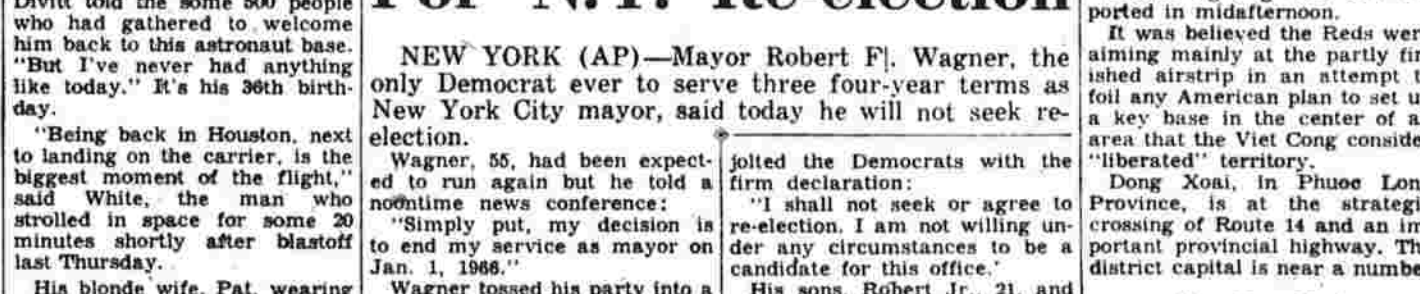 Divitt told the some 500 people
who had gathered to welcome
him back to this astronaut base.
"But I've never had anything
like today." It's his 36th birth-
day.
"Being back in Houston, next
to landing on the carrier, is the
biggest moment of the flight,"
said White, the man who
strolled in space for some 20
minutes shortly after blastoff
last Thursday.
His blonde wife, Pat, wearing
For N.Y. Re-election
NEW YORK (AP)—Mayor Robert F. Wagner, the
only Democrat ever to serve three four-year terms as
New York City mayor, said today he will not seek re-
election.
Wagner, 55, had been expect-
ed to run again but he told a
noontime news conference:
"Simply put, my decision is
to end my service as mayor on
Jan. 1, 1966."
Wagner tossed his party into a
jolted the Democrats with the
firm declaration:
"I shall not seek or agree to
re-election. I am not willing un-
der any circumstances to be a
candidate for this office.'
His sons, Robert Jr., 21, and
ported in midafternoon.
It was believed the Reds wer
aiming mainly at the partly fin
ished airstrip in an attempt
foil any American plan to set u
a key base in the center of a
area that the Viet Cong conside
"liberated" territory.
Dong Xoai, in Phuoc Lon
Province, is at the strategi
crossing of Route 14 and an im
portant provincial highway. Th
district capital is near a numbe